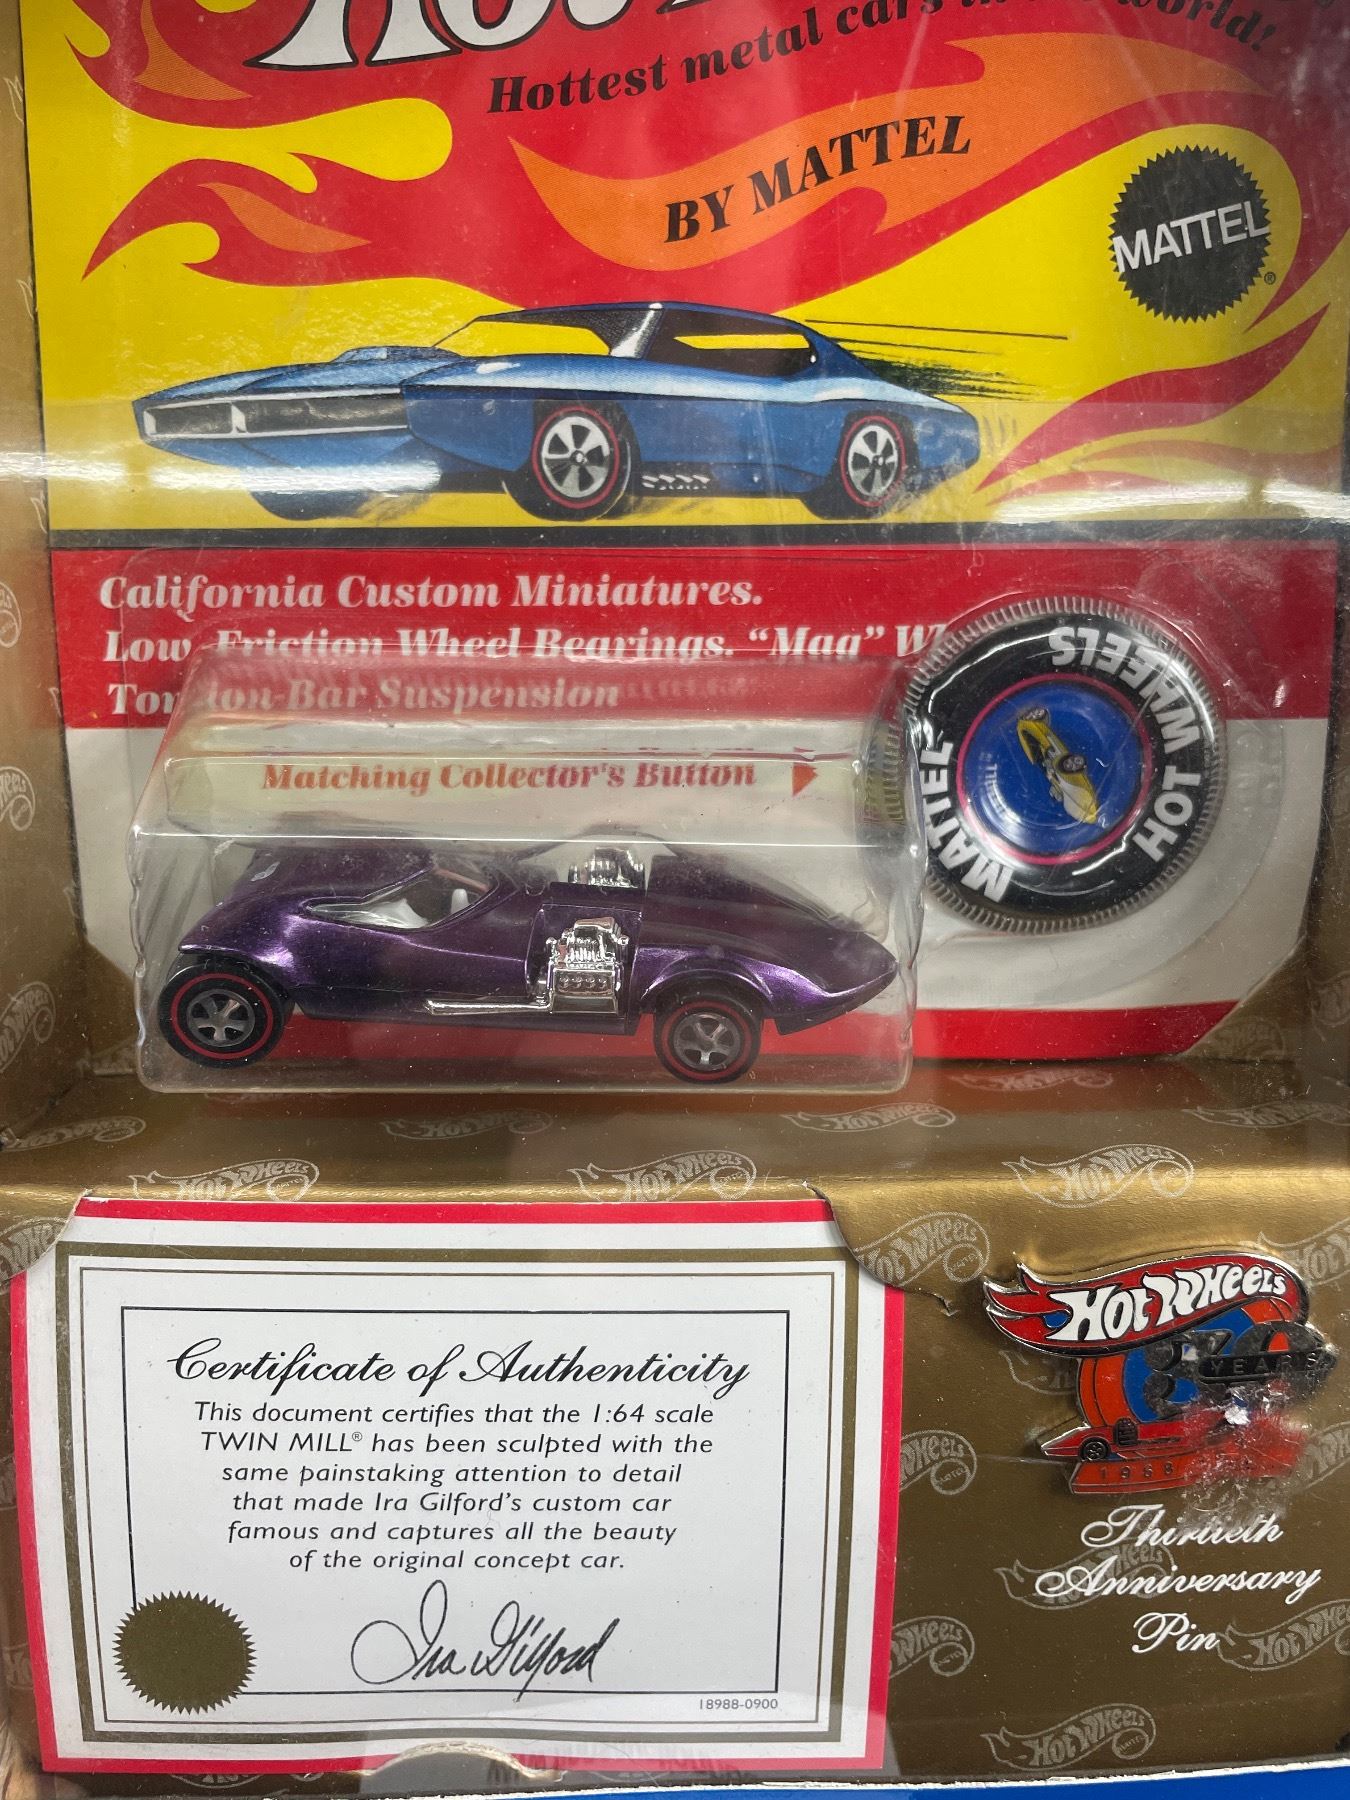 Hottest metal cars in the world!
BY MATTEL
MATTEL
®
California Custom Miniatures.
Low Friction Wheel Bearings. "Mag"
Torsion-Bar Suspension
Matching Collector's Button
MATTEL HOT WHEELS
Hot Wheels
Certificate of Authenticity
This document certifies that the 1:64 scale
TWIN MILL® has been sculpted with the
same painstaking attention to detail
that made Ira Gilford's custom car
famous and captures all the beauty
of the original concept car.
Ira Gilford
18988-0900
Hot Wheels
30
YEARS
1968
Thirtieth
Anniversary
Pin